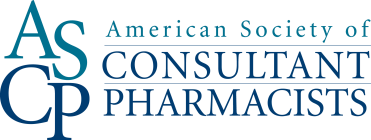 AS
CP
American Society of
CONSULTANT
PHARMACISTS